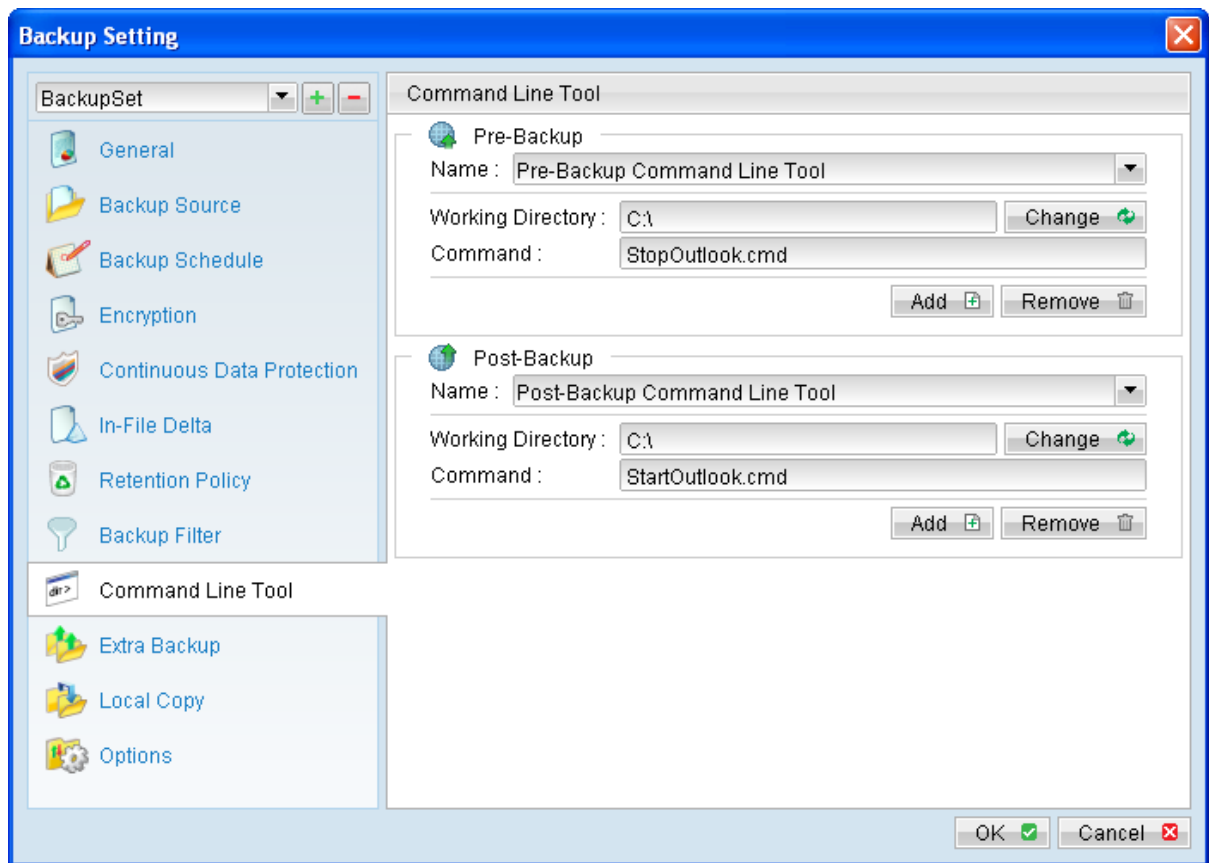 Backup Setting
BackupSet
General
Backup Source
Backup Schedule
Encryption
Continuous Data Protection
In-File Delta
Retention Policy
Backup Filter
dir>
Command Line Tool
Extra Backup
Local Copy
Options
Command Line Tool
Pre-Backup
Name : Pre-Backup Command Line Tool
Working Directory : C:\ Change
Command : StopOutlook.cmd
Add Remove
Post-Backup
Name : Post-Backup Command Line Tool
Working Directory : C:\ Change
Command : StartOutlook.cmd
Add Remove
OK Cancel